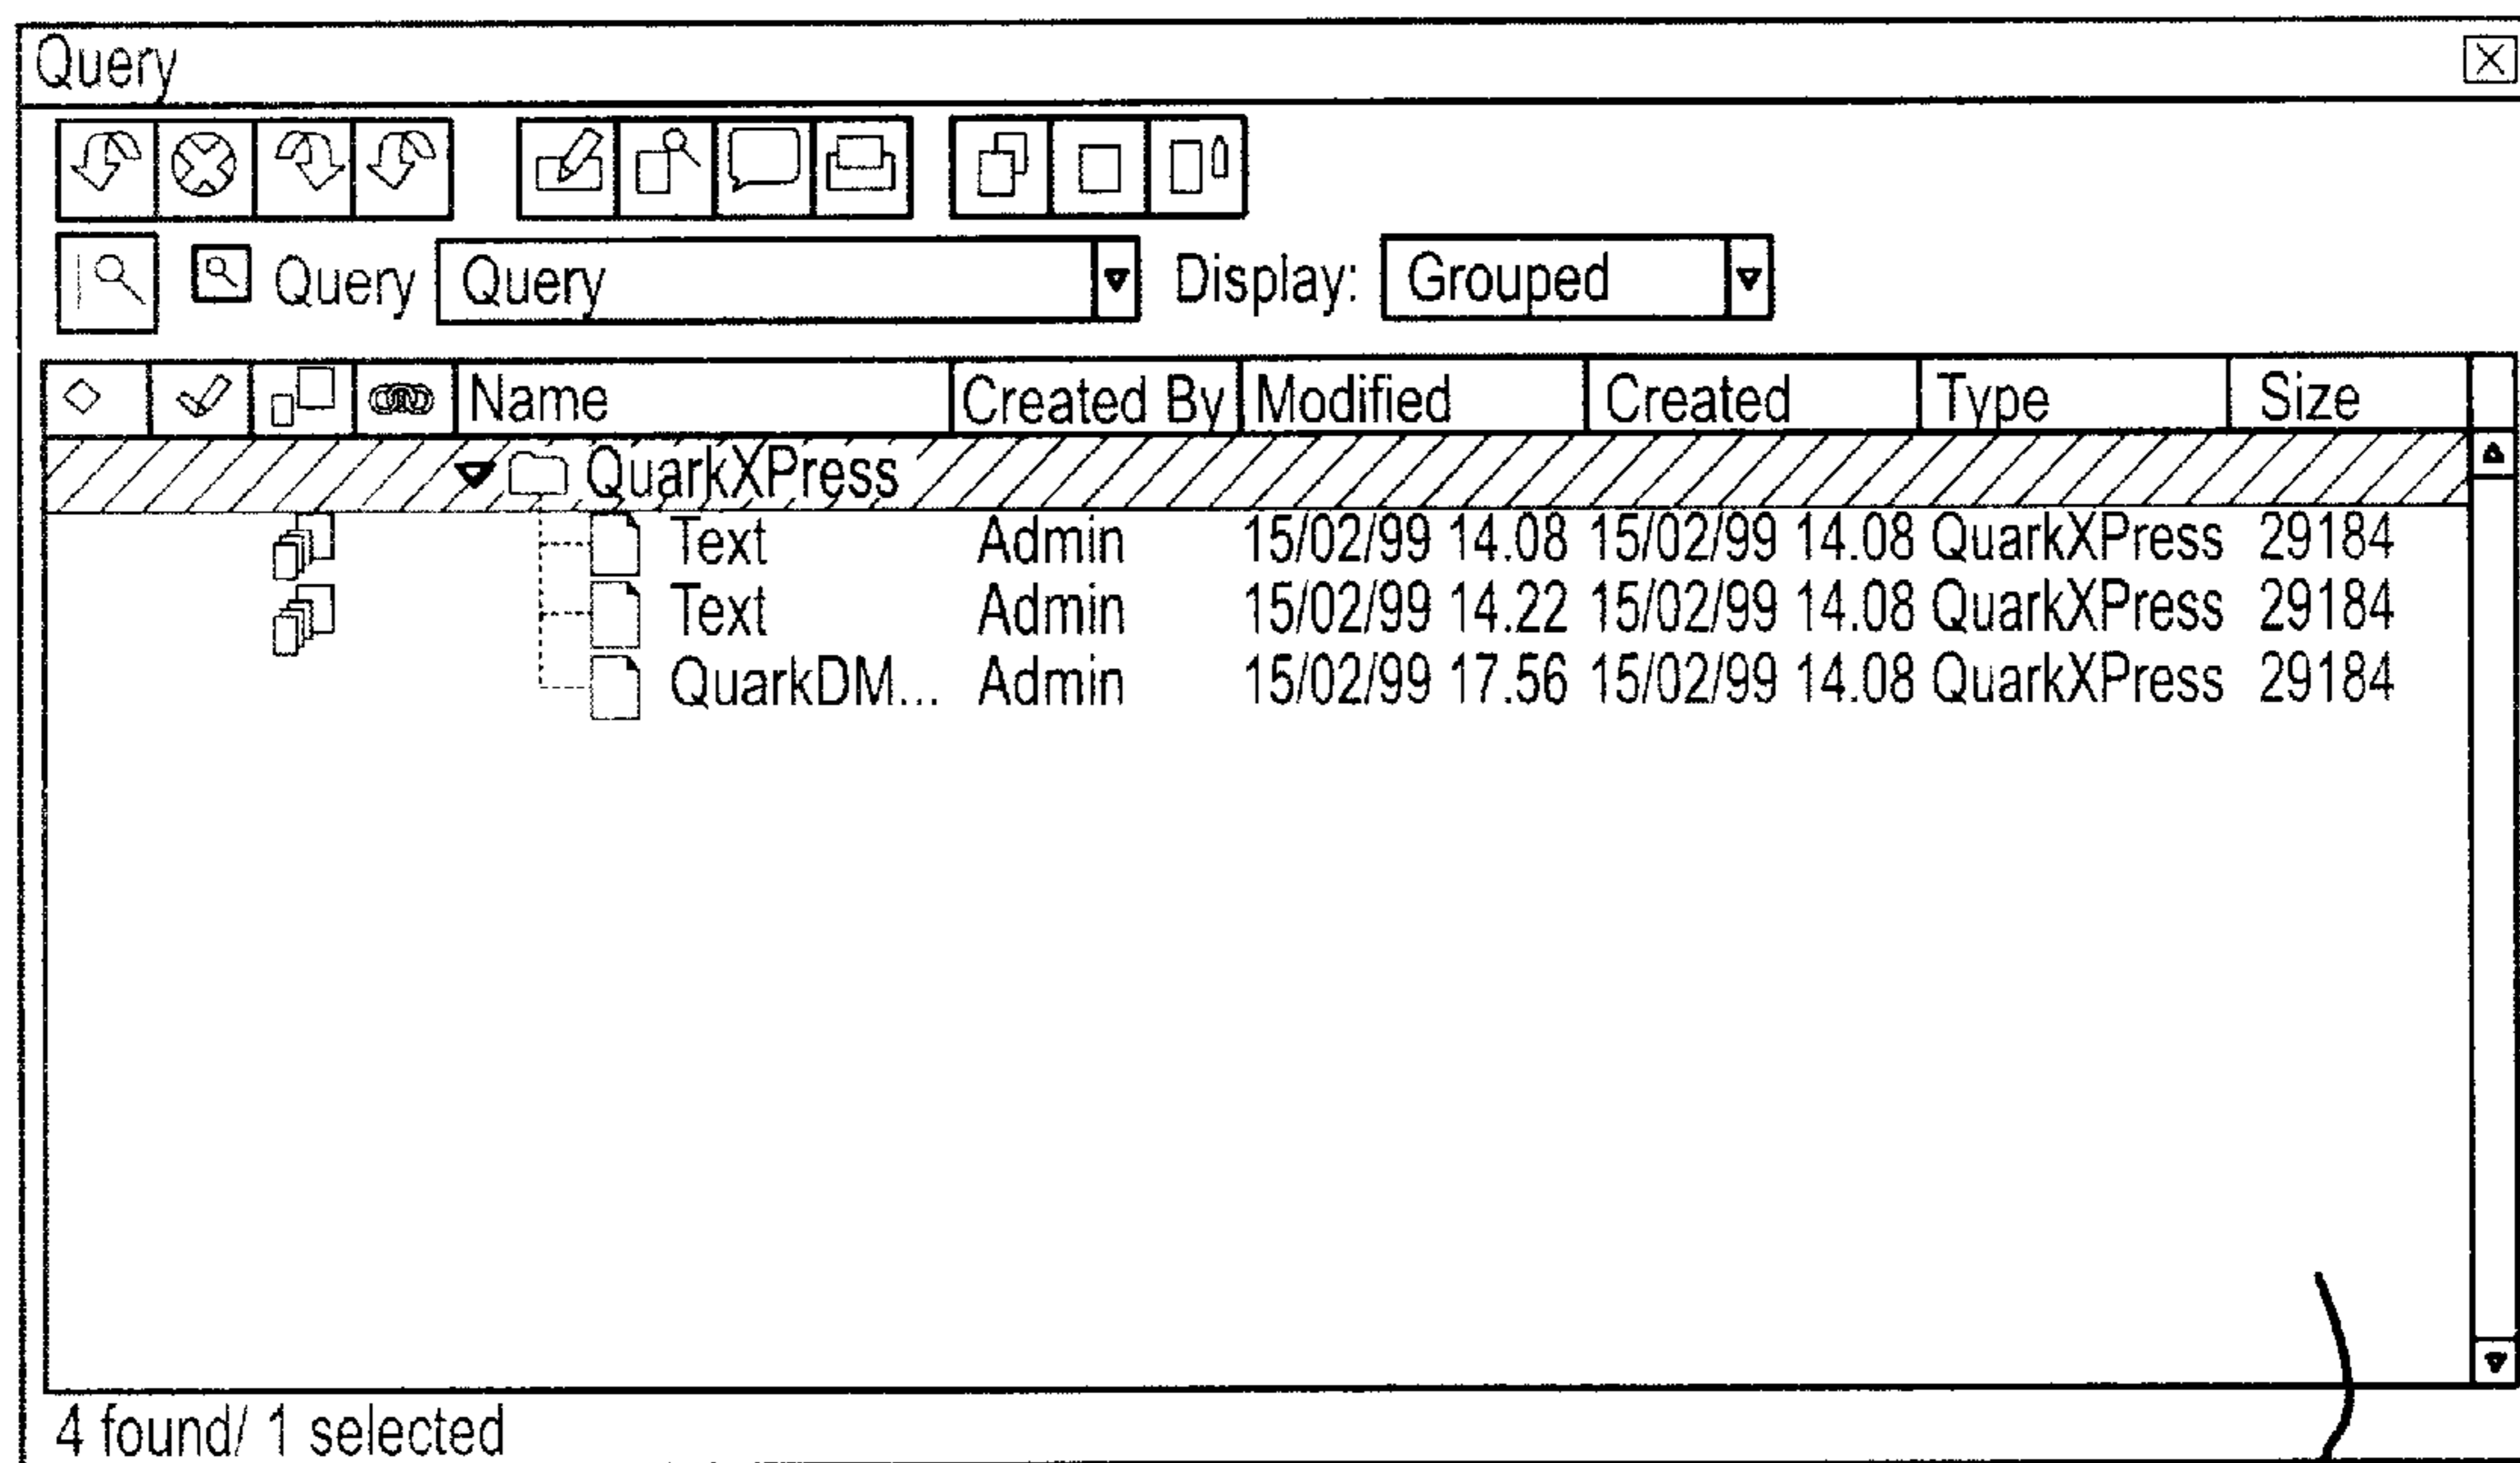 Query
Query Query Display: Grouped
Name Created By Modified Created Type Size
QuarkXPress
Text Admin 15/02/99 14.08 15/02/99 14.08 QuarkXPress 29184
Text Admin 15/02/99 14.22 15/02/99 14.08 QuarkXPress 29184
QuarkDM... Admin 15/02/99 17.56 15/02/99 14.08 QuarkXPress 29184
4 found/ 1 selected